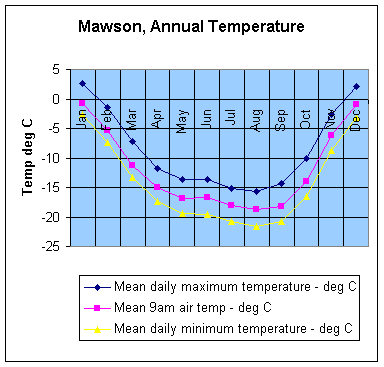 Mawson, Annual Temperature
Temp deg C
5
0
-5
-10
-15
-20
-25
Jan
Feb
Mar
Apr
May
Jun
Jul
Aug
Sep
Oct
Nov
Dec
Mean daily maximum temperature - deg C
Mean 9am air temp - deg C
Mean daily minimum temperature - deg C